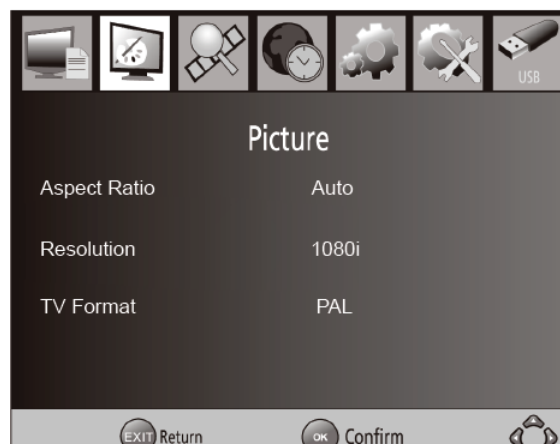 USB
Picture
Aspect Ratio Auto
Resolution 1080i
TV Format PAL
EXIT Return OK Confirm